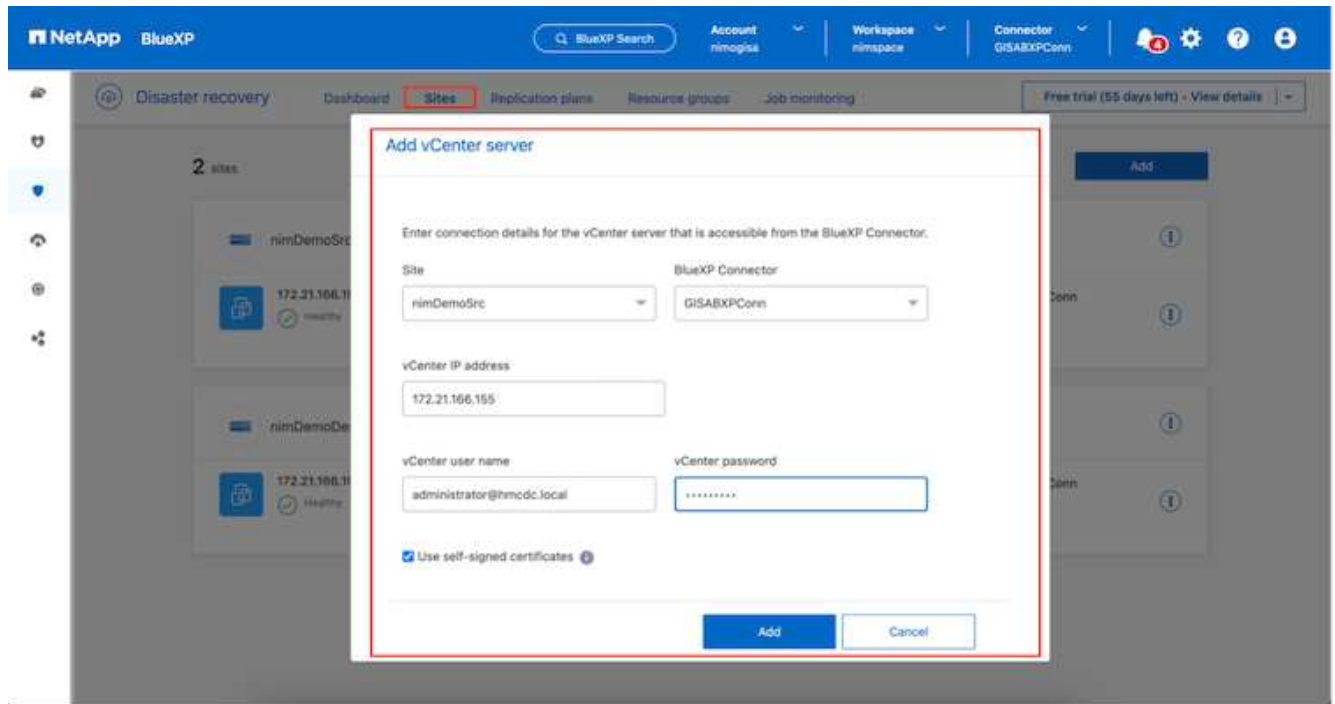 NetApp BlueXP
BlueXP Search
Account
nimogisa
Workspace
nimspace
Connector
GISABXPConn
4
Disaster recovery
Dashboard
Sites
Replication plans
Resource groups
Job monitoring
Free trial (55 days left) - View details
Add vCenter server
2 sites
Add
Enter connection details for the vCenter server that is accessible from the BlueXP Connector.
nimDemoSrc
Site
BlueXP Connector
nimDemoSrc
GISABXPConn
172.21.166.1
Healthy
Conn
vCenter IP address
172.21.166.155
nimDemoDe
vCenter user name
vCenter password
administrator@hmcdc.local
172.21.166.1
Healthy
Conn
Use self-signed certificates
Add
Cancel